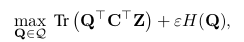 max_{Q∈𝒬} Tr(Q^⊤C^⊤Z) + εH(Q),